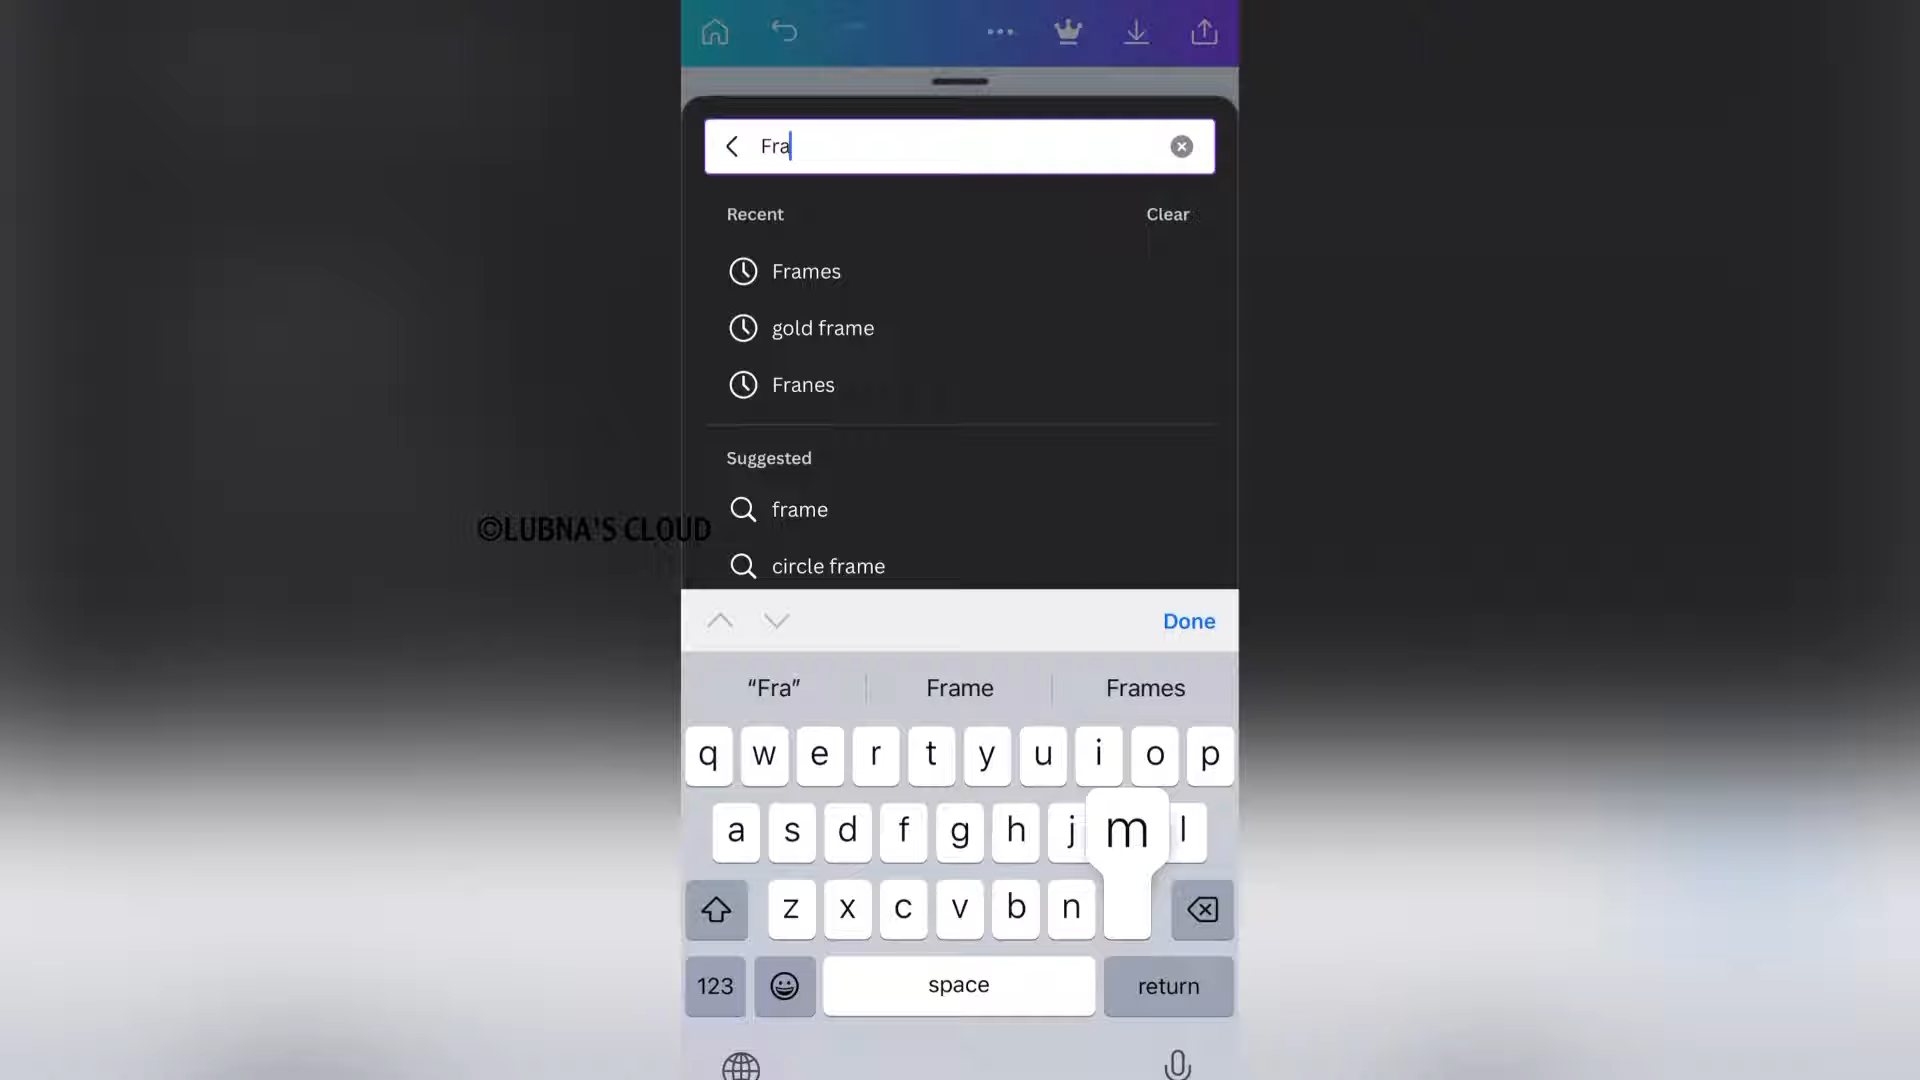 Fra
Recent Clear
Frames
gold frame
Franes
Suggested
frame
©LUBNA'S CLOUD
circle frame
Done
“Fra” Frame Frames
q w e r t y u i o p
a s d f g h j m l
z x c v b n
123 space return